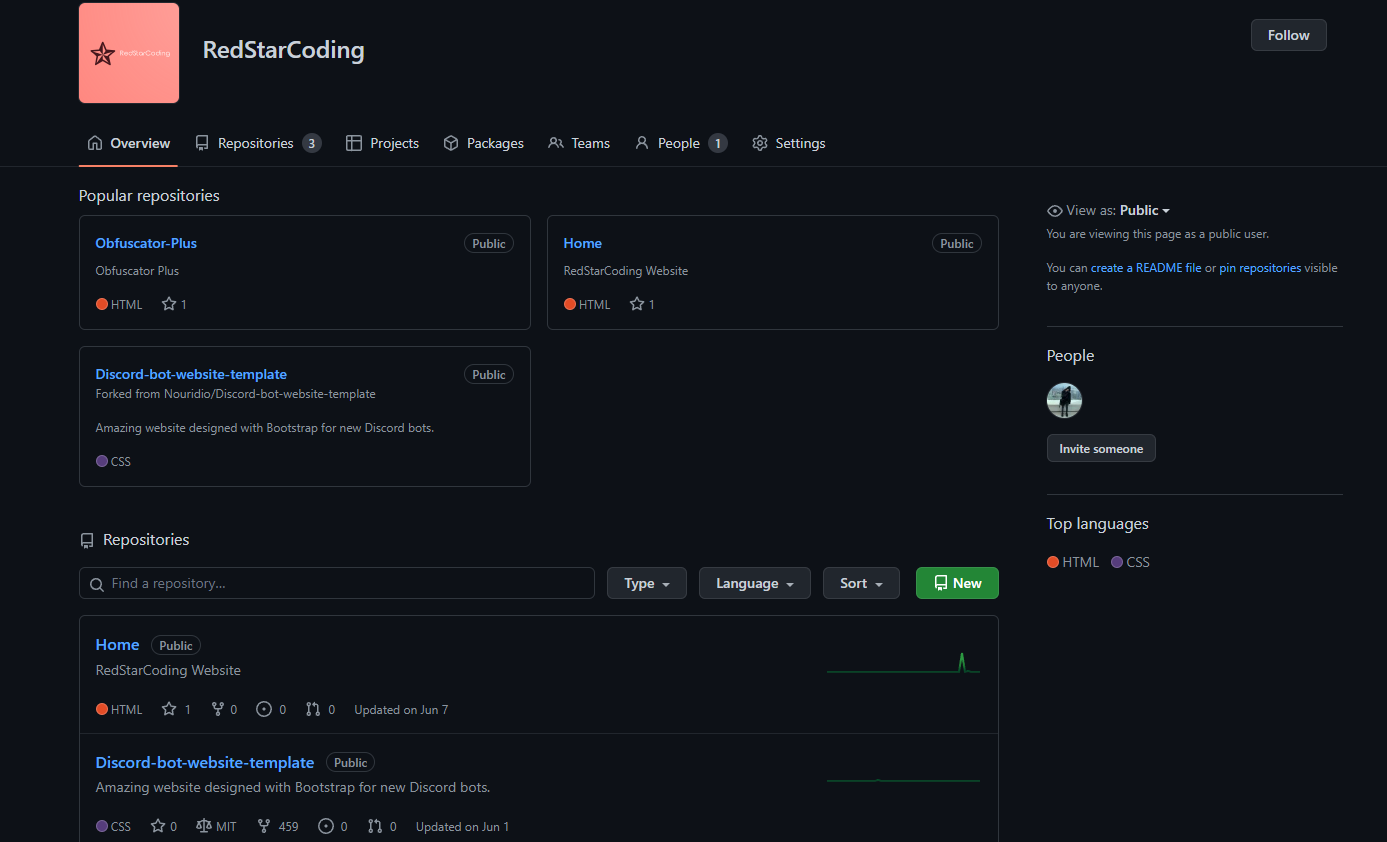 RedStarCoding
RedStarCoding
Follow
Overview Repositories 3 Projects Packages Teams People 1 Settings
Popular repositories
Obfuscator-Plus Public
Obfuscator Plus
HTML 1
Home Public
RedStarCoding Website
HTML 1
Discord-bot-website-template Public
Forked from Nouridio/Discord-bot-website-template
Amazing website designed with Bootstrap for new Discord bots.
CSS
View as: Public
You are viewing this page as a public user.
You can create a README file or pin repositories visible
to anyone.
People
Invite someone
Top languages
HTML CSS
Repositories
Find a repository...
Type Language Sort New
Home Public
RedStarCoding Website
HTML 1 0 0 0 Updated on Jun 7
Discord-bot-website-template Public
Amazing website designed with Bootstrap for new Discord bots.
CSS 0 MIT 459 0 0 Updated on Jun 1